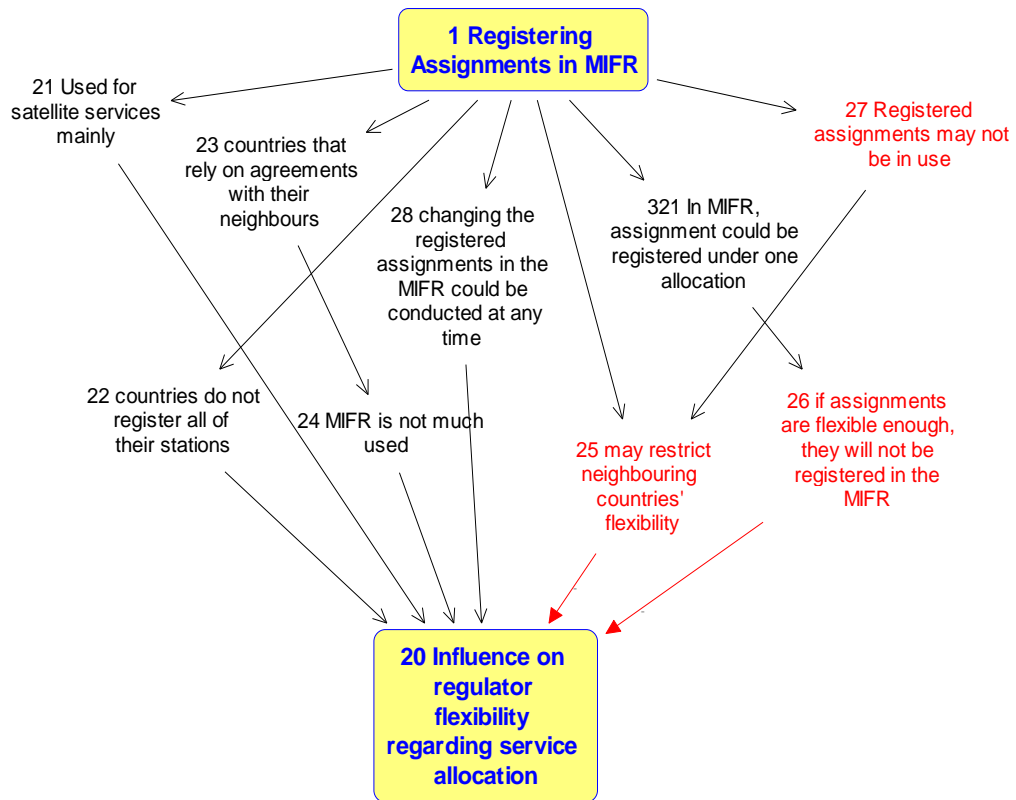 1 Registering
Assignments in MIFR
21 Used for
satellite services
mainly
23 countries that
rely on agreements
with their
neighbours
28 changing the
registered
assignments in the
MIFR could be
conducted at any
time
321 In MIFR,
assignment could be
registered under one
allocation
27 Registered
assignments may not
be in use
22 countries do not
register all of
their stations
24 MIFR is not much
used
25 may restrict
neighbouring
countries'
flexibility
26 if assignments
are flexible enough,
they will not be
registered in the
MIFR
-
-
20 Influence on
regulator
flexibility
regarding service
allocation